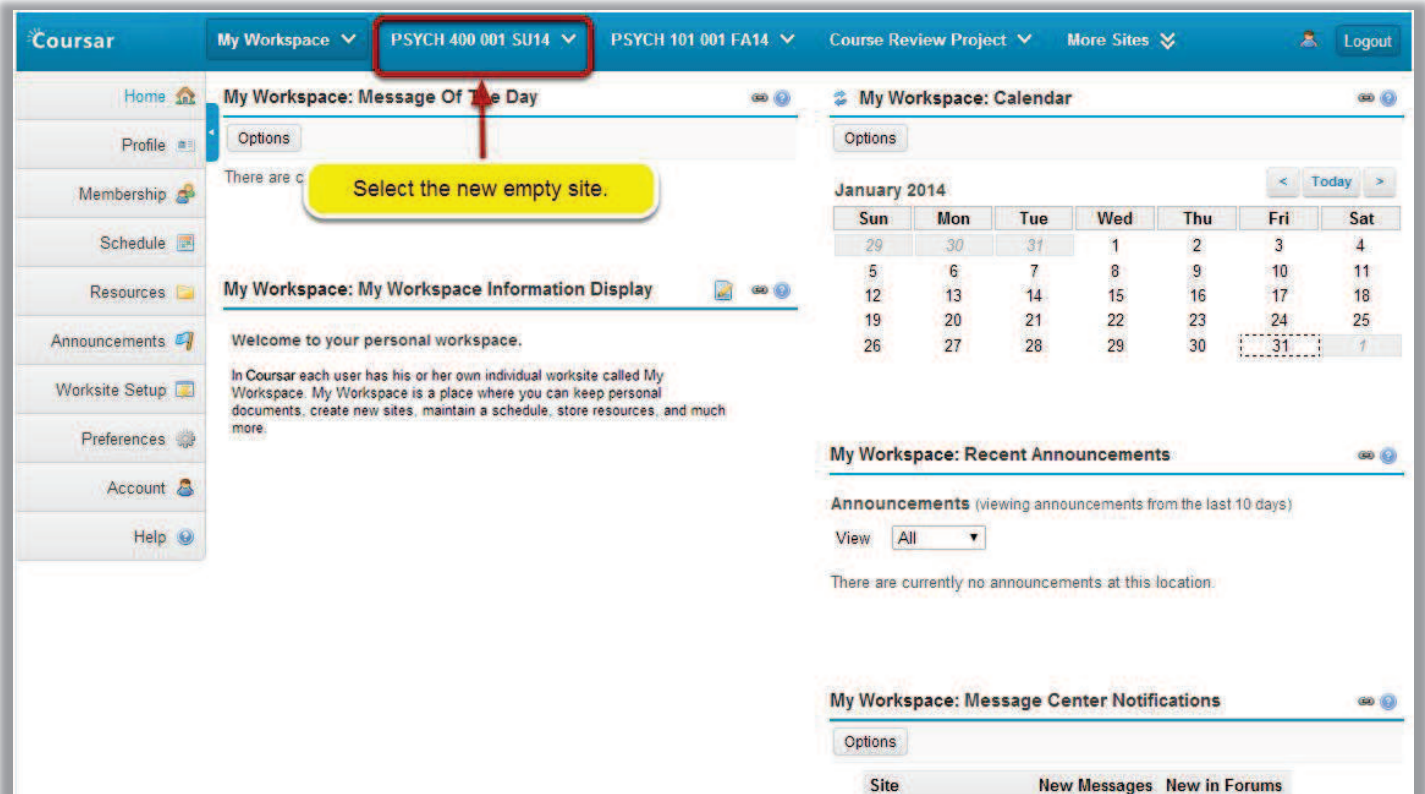 Coursar
My Workspace
PSYCH 400 001 SU14
PSYCH 101 001 FA14
Course Review Project
More Sites
Logout
Home
Profile
Membership
Schedule
Resources
Announcements
Worksite Setup
Preferences
Account
Help
My Workspace: Message Of The Day
Options
There are c
Select the new empty site.
My Workspace: My Workspace Information Display
Welcome to your personal workspace.
In Coursar each user has his or her own individual worksite called My
Workspace. My Workspace is a place where you can keep personal
documents, create new sites, maintain a schedule, store resources, and much
more.
My Workspace: Calendar
Options
January 2014
< Today >
Sun Mon Tue Wed Thu Fri Sat
29 30 31 1 2 3 4
5 6 7 8 9 10 11
12 13 14 15 16 17 18
19 20 21 22 23 24 25
26 27 28 29 30 31 1
My Workspace: Recent Announcements
Announcements (viewing announcements from the last 10 days)
View All
There are currently no announcements at this location.
My Workspace: Message Center Notifications
Options
Site New Messages New in Forums